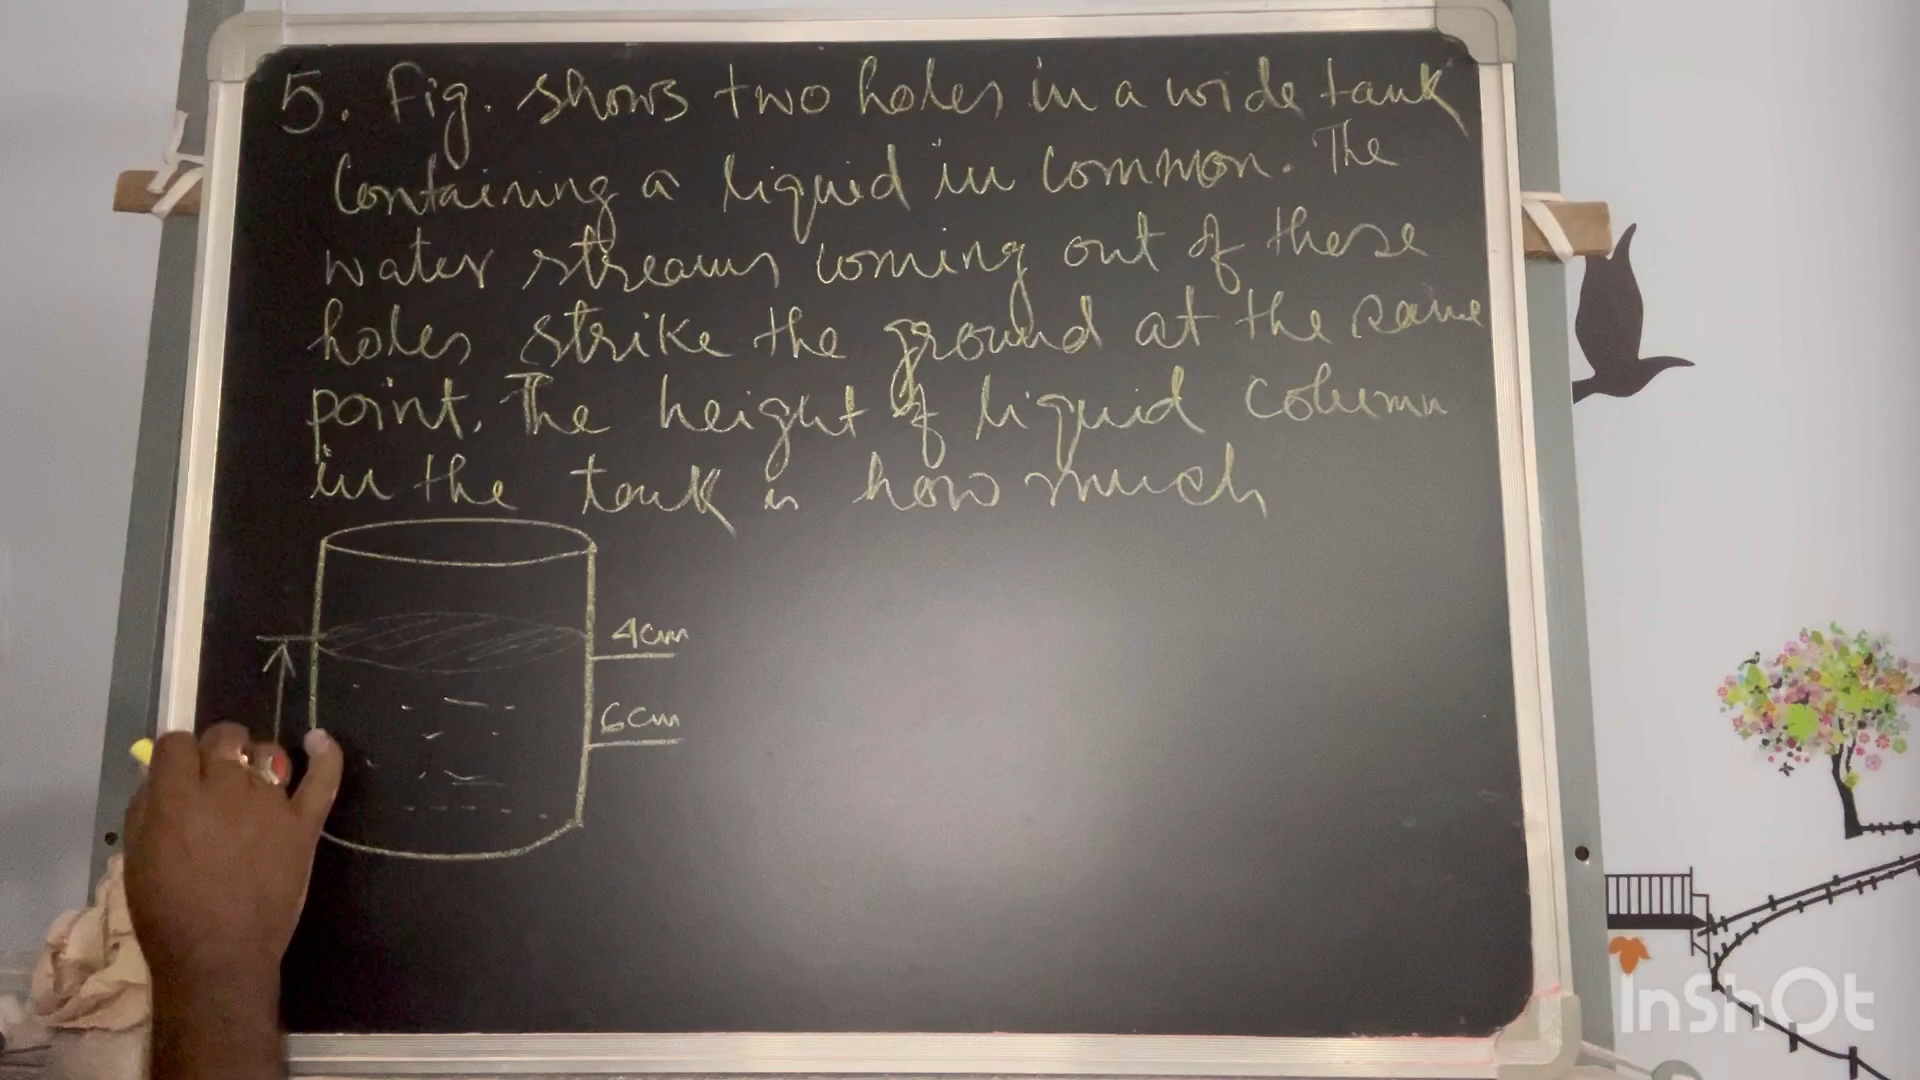 5. Fig. shows two holes in a wide tank
containing a liquid in common. The
water streams coming out of these
holes strike the ground at the same
point. The height of liquid column
in the tank is how much
4cm
6cm
InShOt